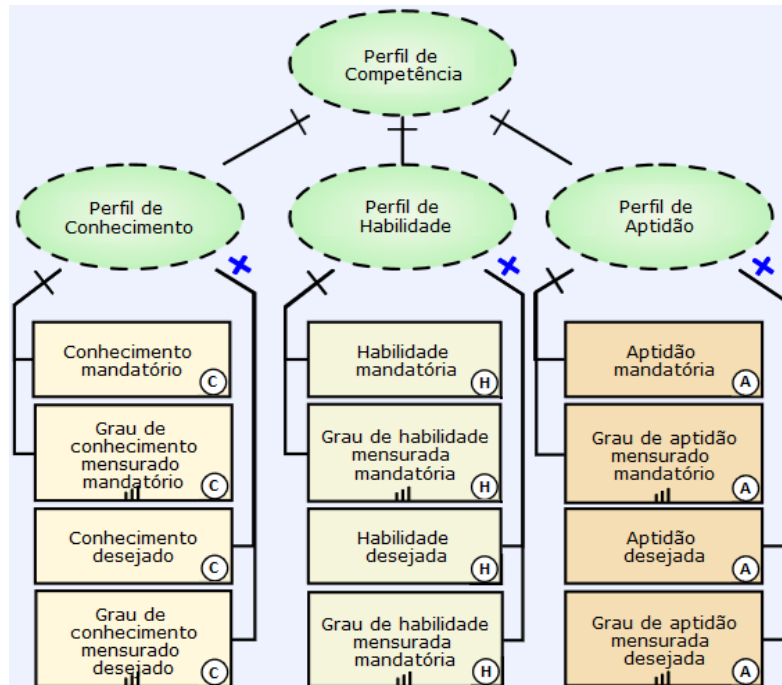 Perfil de
Competência
Perfil de
Conhecimento
Perfil de
Habilidade
Perfil de
Aptidão
Conhecimento
mandatório
C
Grau de
conhecimento
mensurado
mandatório
C
Conhecimento
desejado
C
Grau de
conhecimento
mensurado
desejado
C
Habilidade
mandatória
H
Grau de habilidade
mensurada
mandatória
H
Habilidade
desejada
H
Grau de habilidade
mensurada
mandatória
H
Aptidão
mandatória
A
Grau de aptidão
mensurado
mandatório
A
Aptidão
desejada
A
Grau de aptidão
mensurada
desejada
A